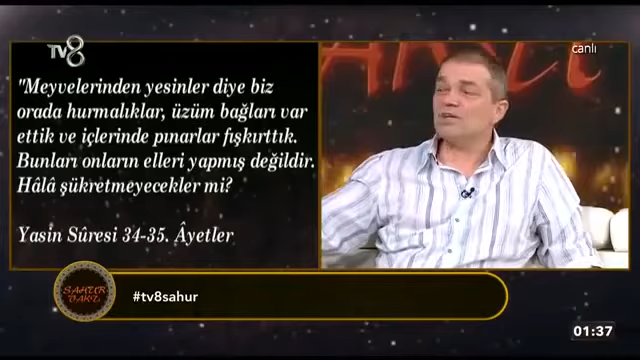 TV8
canlı
"Meyvelerinden yesinler diye biz
orada hurmalıklar, üzüm bağları var
ettik ve içlerinde pınarlar fışkırttık.
Bunları onların elleri yapmış değildir.
Hâlâ şükretmeyecekler mi?
Yasin Sûresi 34-35. Âyetler
SAHUR
VAKTİ
#tv8sahur
01:37